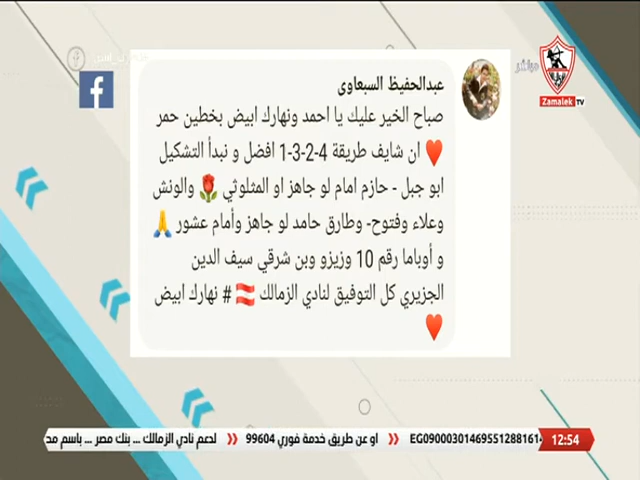 مباشر
Zamalek TV
عبدالحفيظ السبعاوى
صباح الخير عليك يا احمد ونهارك ابيض بخطين حمر
❤️ ان شايف طريقة 4-2-3-1 افضل و نبدأ التشكيل
ابو جبل - حازم امام لو جاهز او المثلوثي 🌹 والونش
وعلاء وفتوح- وطارق حامد لو جاهز وأمام عشور 🙏
و أوباما رقم 10 وزيزو وبن شرقي سيف الدين
الجزيري كل التوفيق لنادي الزمالك 🇦🇹 # نهارك ابيض
❤️
12:54
EG090003014695512881614
او عن طريق خدمة فوري 99604
لدعم نادي الزمالك ... بنك مصر ... باسم